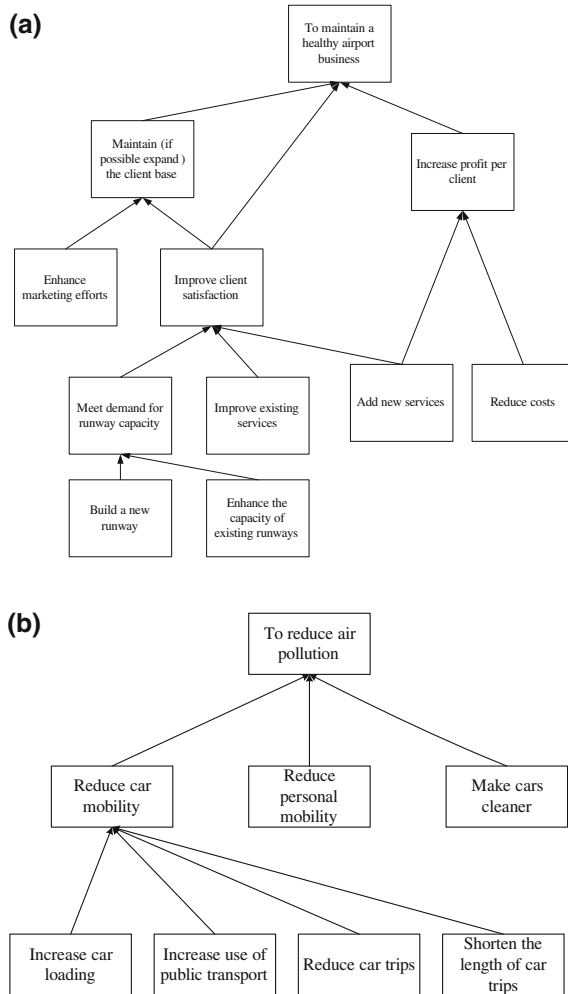 (a)
To maintain a
healthy airport
business
Maintain (if
possible expand )
the client base
Increase profit per
client
Enhance
marketing efforts
Improve client
satisfaction
Meet demand for
runway capacity
Improve existing
services
Add new services
Reduce costs
Build a new
runway
Enhance the
capacity of
existing runways
(b)
To reduce air
pollution
Reduce car
mobility
Reduce
personal
mobility
Make cars
cleaner
Increase car
loading
Increase use of
public transport
Reduce car trips
Shorten the
length of car
trips